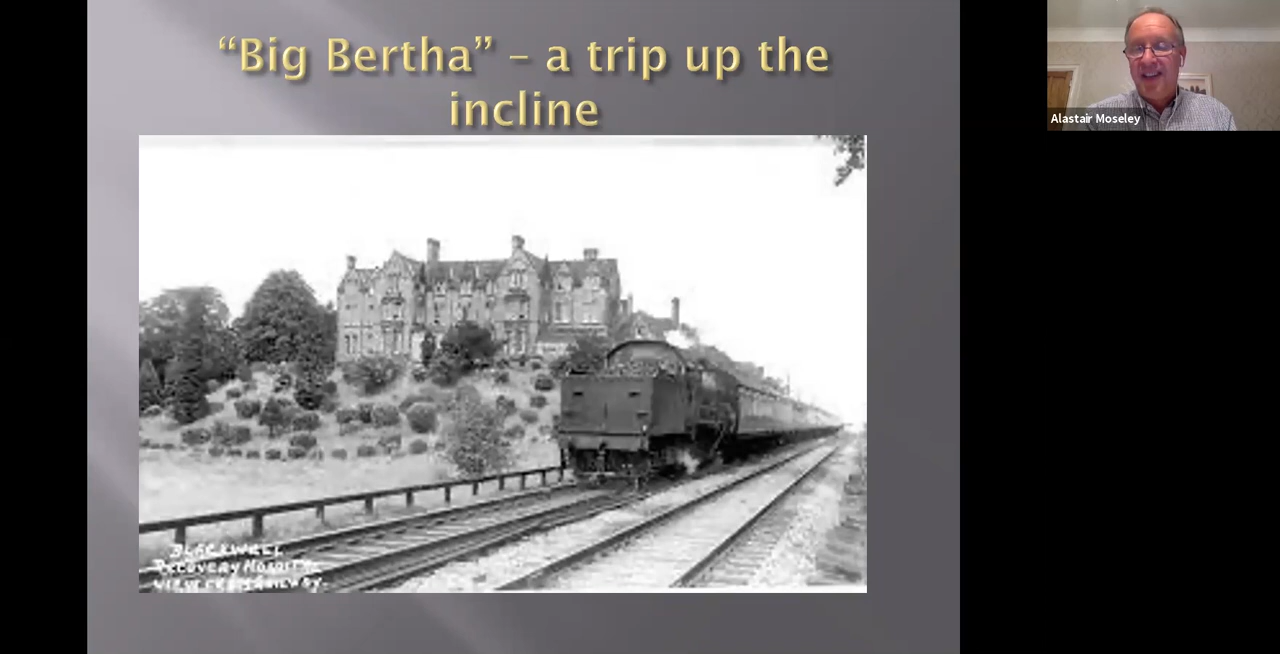 “Big Bertha” – a trip up the
incline
Alastair Moseley
BLACKWELL
RECOVERY HOSPITAL
VIEW FROM RAILWAY.